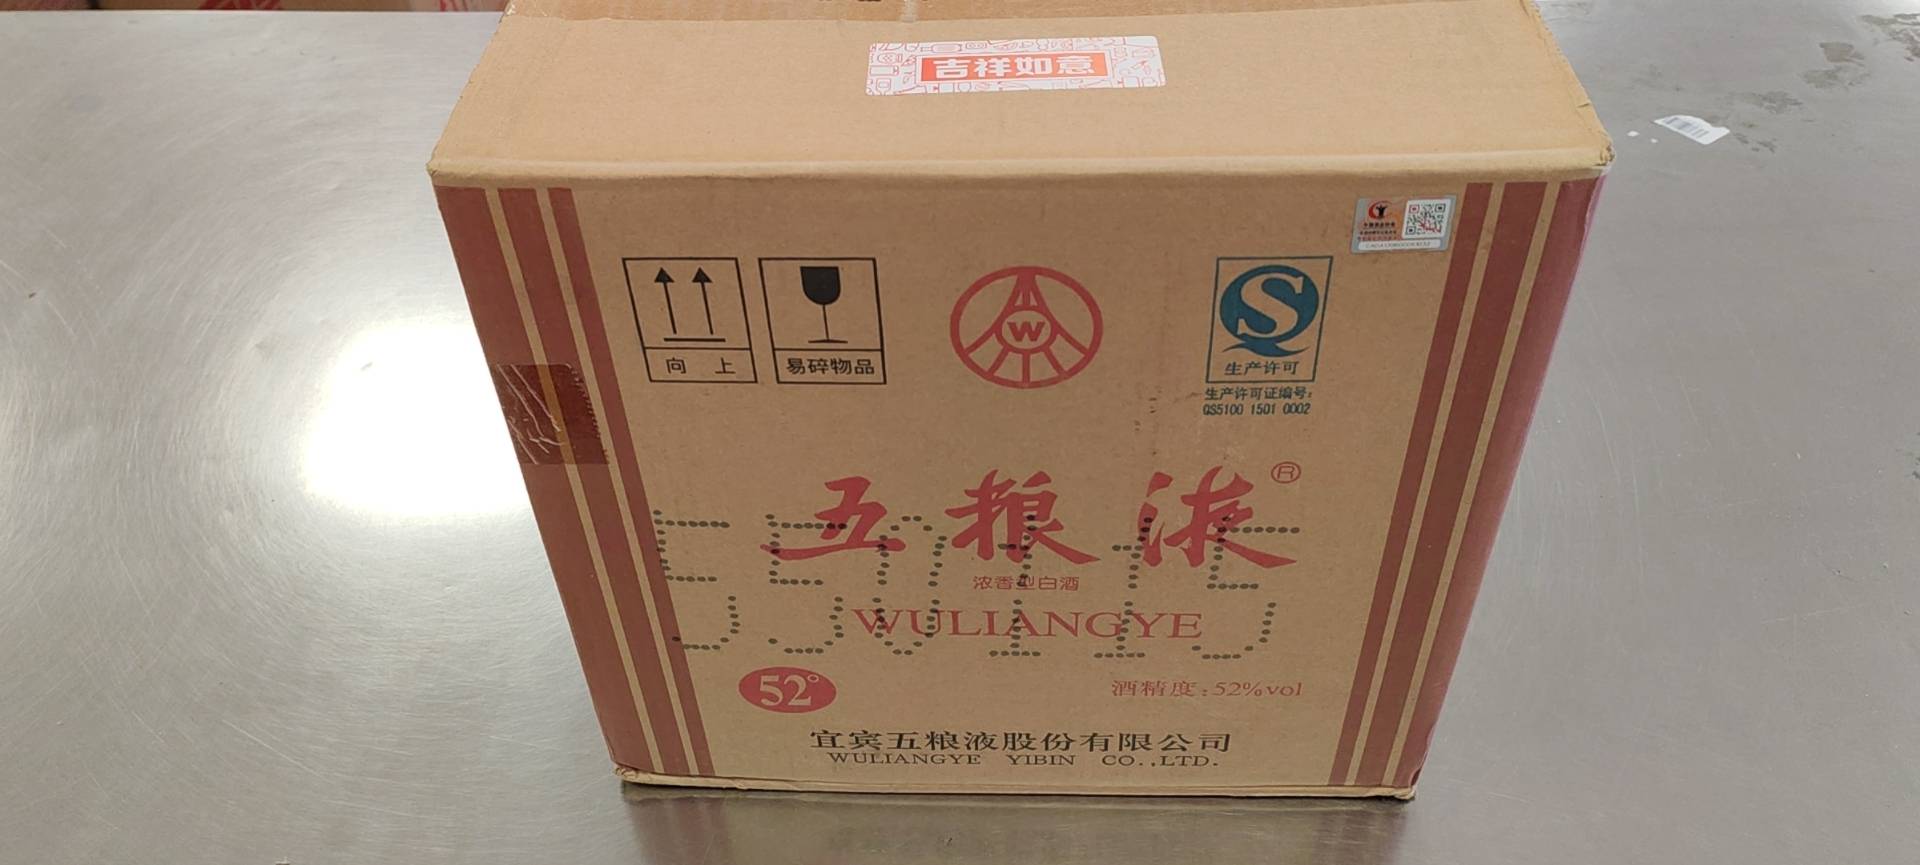 吉祥如意
向 上
易碎物品
W
S
生产许可
生产许可证编号:
QS5100 1501 0002
五粮液®
浓香型白酒
WULIANGYE
52°
酒精度:52%vol
宜宾五粮液股份有限公司
WULIANGYE YIBIN CO.,LTD.